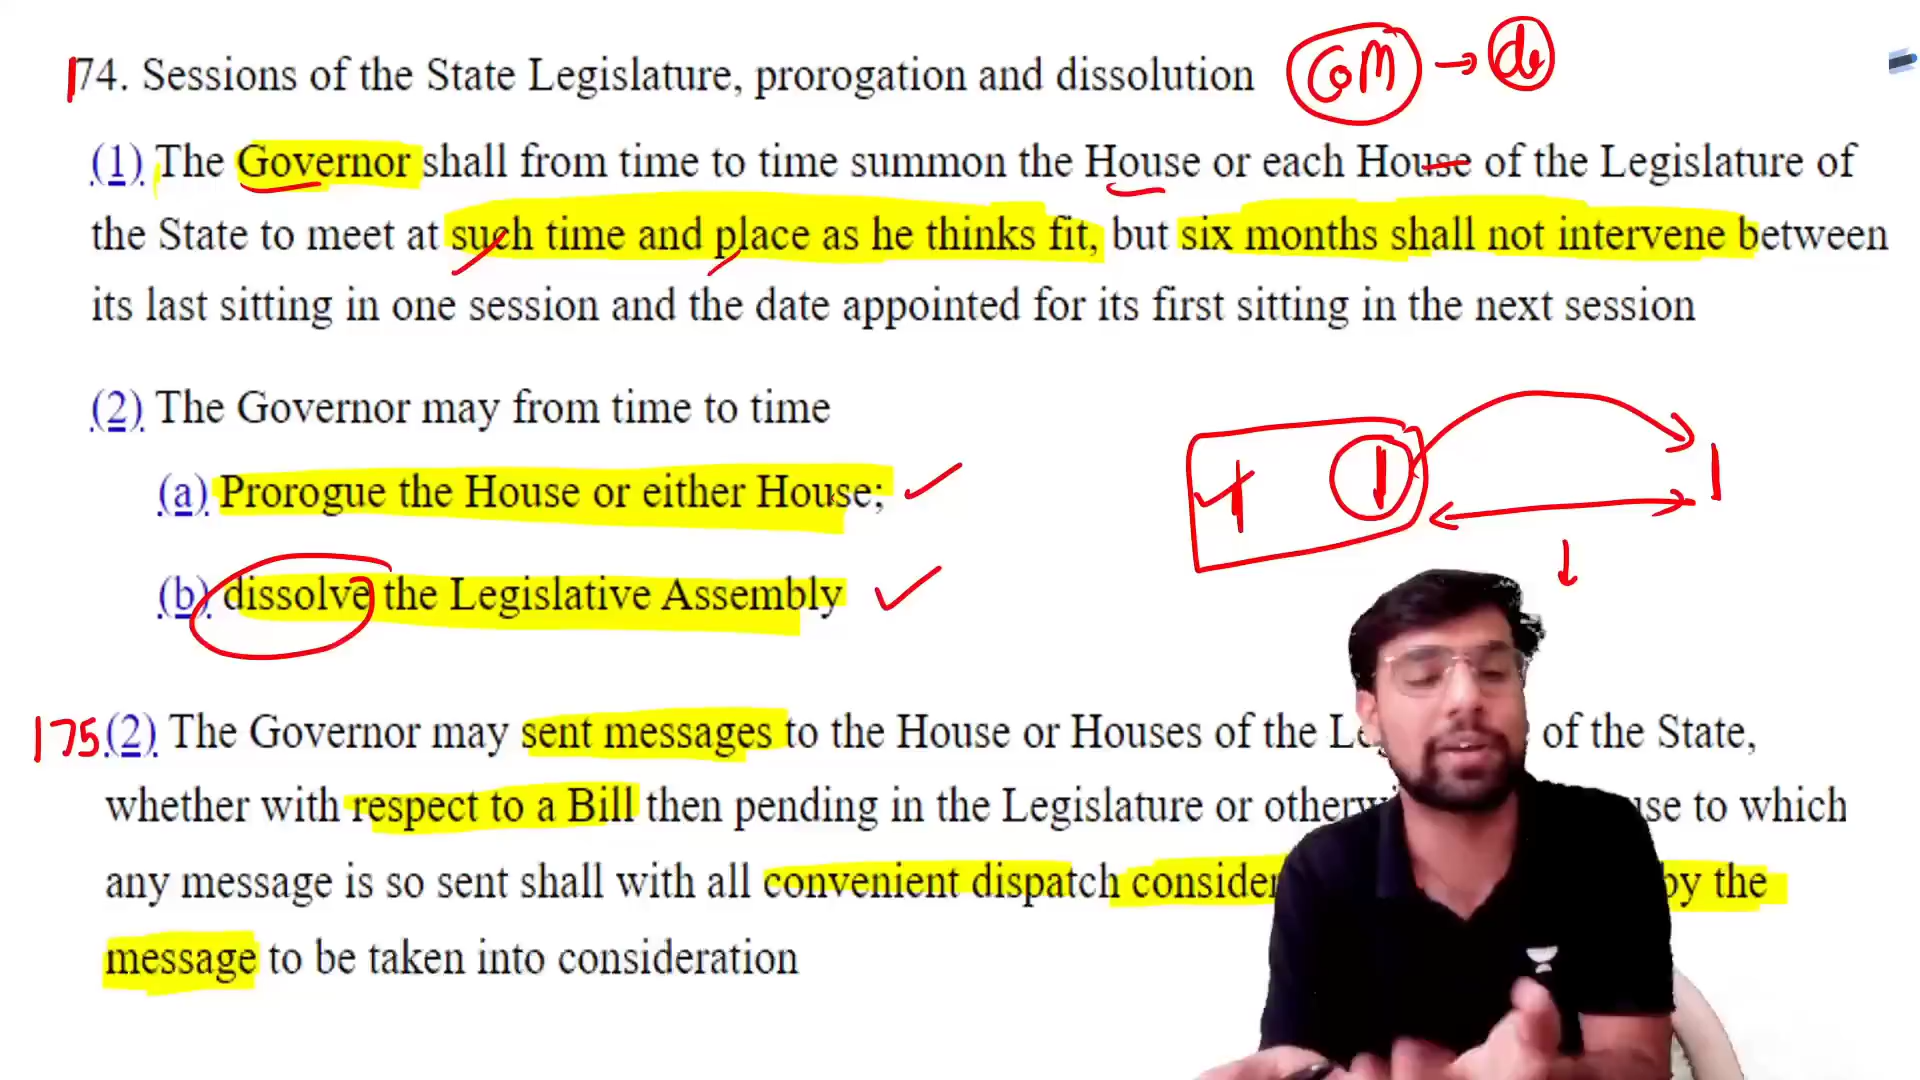 174. Sessions of the State Legislature, prorogation and dissolution COM → de
(1) The Governor shall from time to time summon the House or each House of the Legislature of
the State to meet at such time and place as he thinks fit, but six months shall not intervene between
its last sitting in one session and the date appointed for its first sitting in the next session
(2) The Governor may from time to time
(a) Prorogue the House or either House;
(b) dissolve the Legislative Assembly
175 (2) The Governor may sent messages to the House or Houses of the of the State,
whether with respect to a Bill then pending in the Legislature or to which
any message is so sent shall with all convenient dispatch by the
message to be taken into consideration